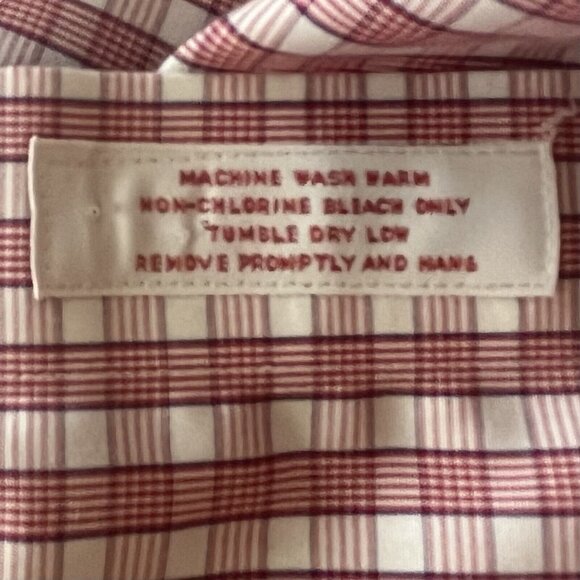 MACHINE WASH WARM
NON-CHLORINE BLEACH ONLY
TUMBLE DRY LOW
REMOVE PROMPTLY AND HANG